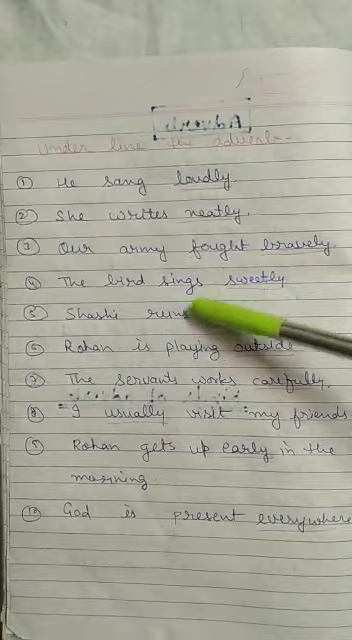 Under line the adverb-
① He sang loudly.
② She writes neatly.
③ Our army fought bravely.
④ The bird sings sweetly
⑤ Shashi runs
⑥ Rohan is playing outside
⑦ The servants works carefully.
⑧ "I usually visit my friends
⑨ Rohan gets up early in the
morning.
⑩ God is present everywhere